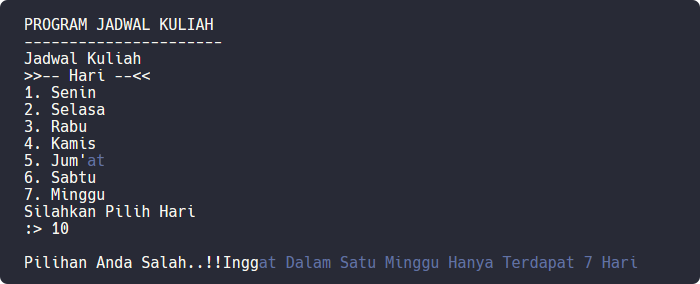 PROGRAM JADWAL KULIAH
----------------------
Jadwal Kuliah
>>-- Hari --<<
1. Senin
2. Selasa
3. Rabu
4. Kamis
5. Jum'at
6. Sabtu
7. Minggu
Silahkan Pilih Hari
:> 10
Pilihan Anda Salah..!!Inggat Dalam Satu Minggu Hanya Terdapat 7 Hari